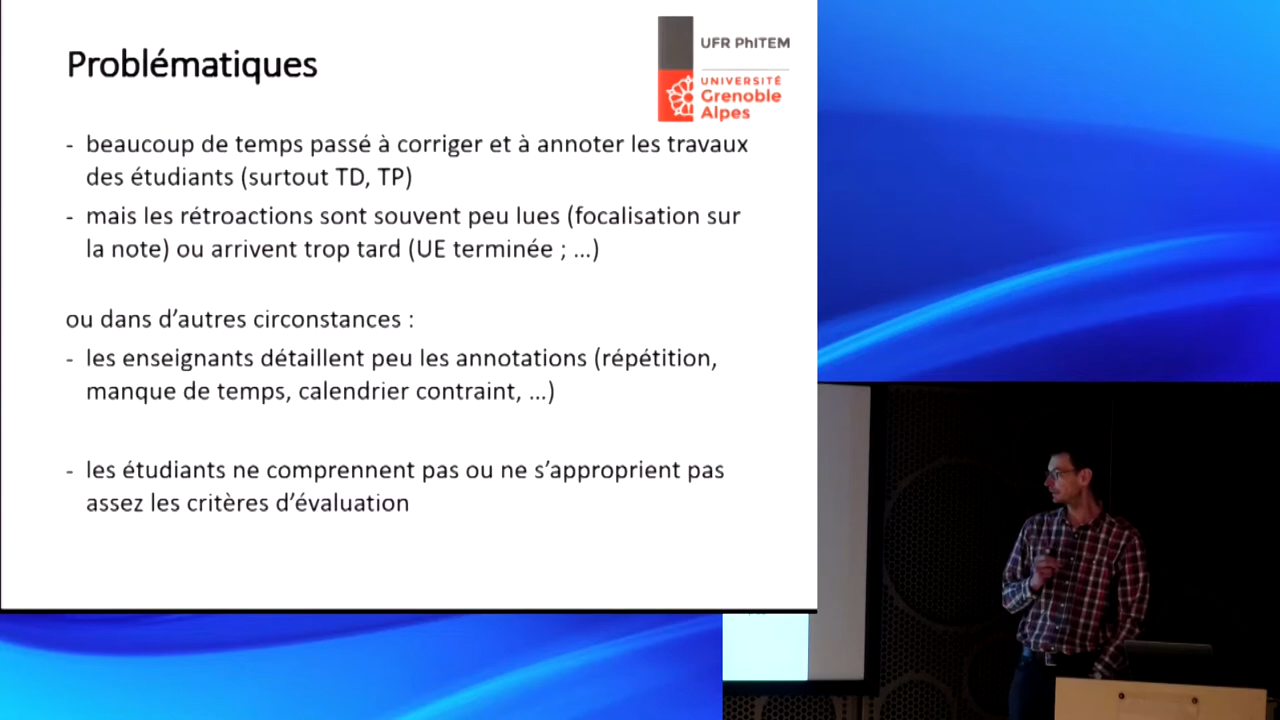 Problématiques
UFR PhITEM
UNIVERSITÉ
Grenoble
Alpes
- beaucoup de temps passé à corriger et à annoter les travaux
des étudiants (surtout TD, TP)
- mais les rétroactions sont souvent peu lues (focalisation sur
la note) ou arrivent trop tard (UE terminée ; ...)
ou dans d’autres circonstances :
- les enseignants détaillent peu les annotations (répétition,
manque de temps, calendrier contraint, ...)
- les étudiants ne comprennent pas ou ne s’approprient pas
assez les critères d’évaluation